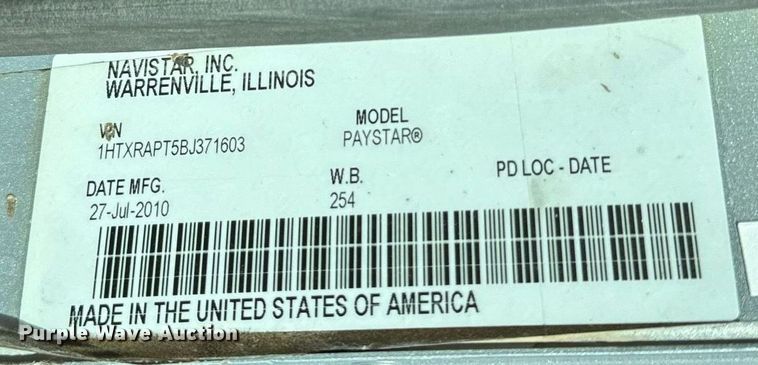 NAVISTAR, INC.
WARRENVILLE, ILLINOIS
VIN
1HTXRAPT5BJ371603
MODEL
PAYSTAR®
DATE MFG.
27-Jul-2010
W.B.
254
PD LOC - DATE
MADE IN THE UNITED STATES OF AMERICA
Purple Wave Auction